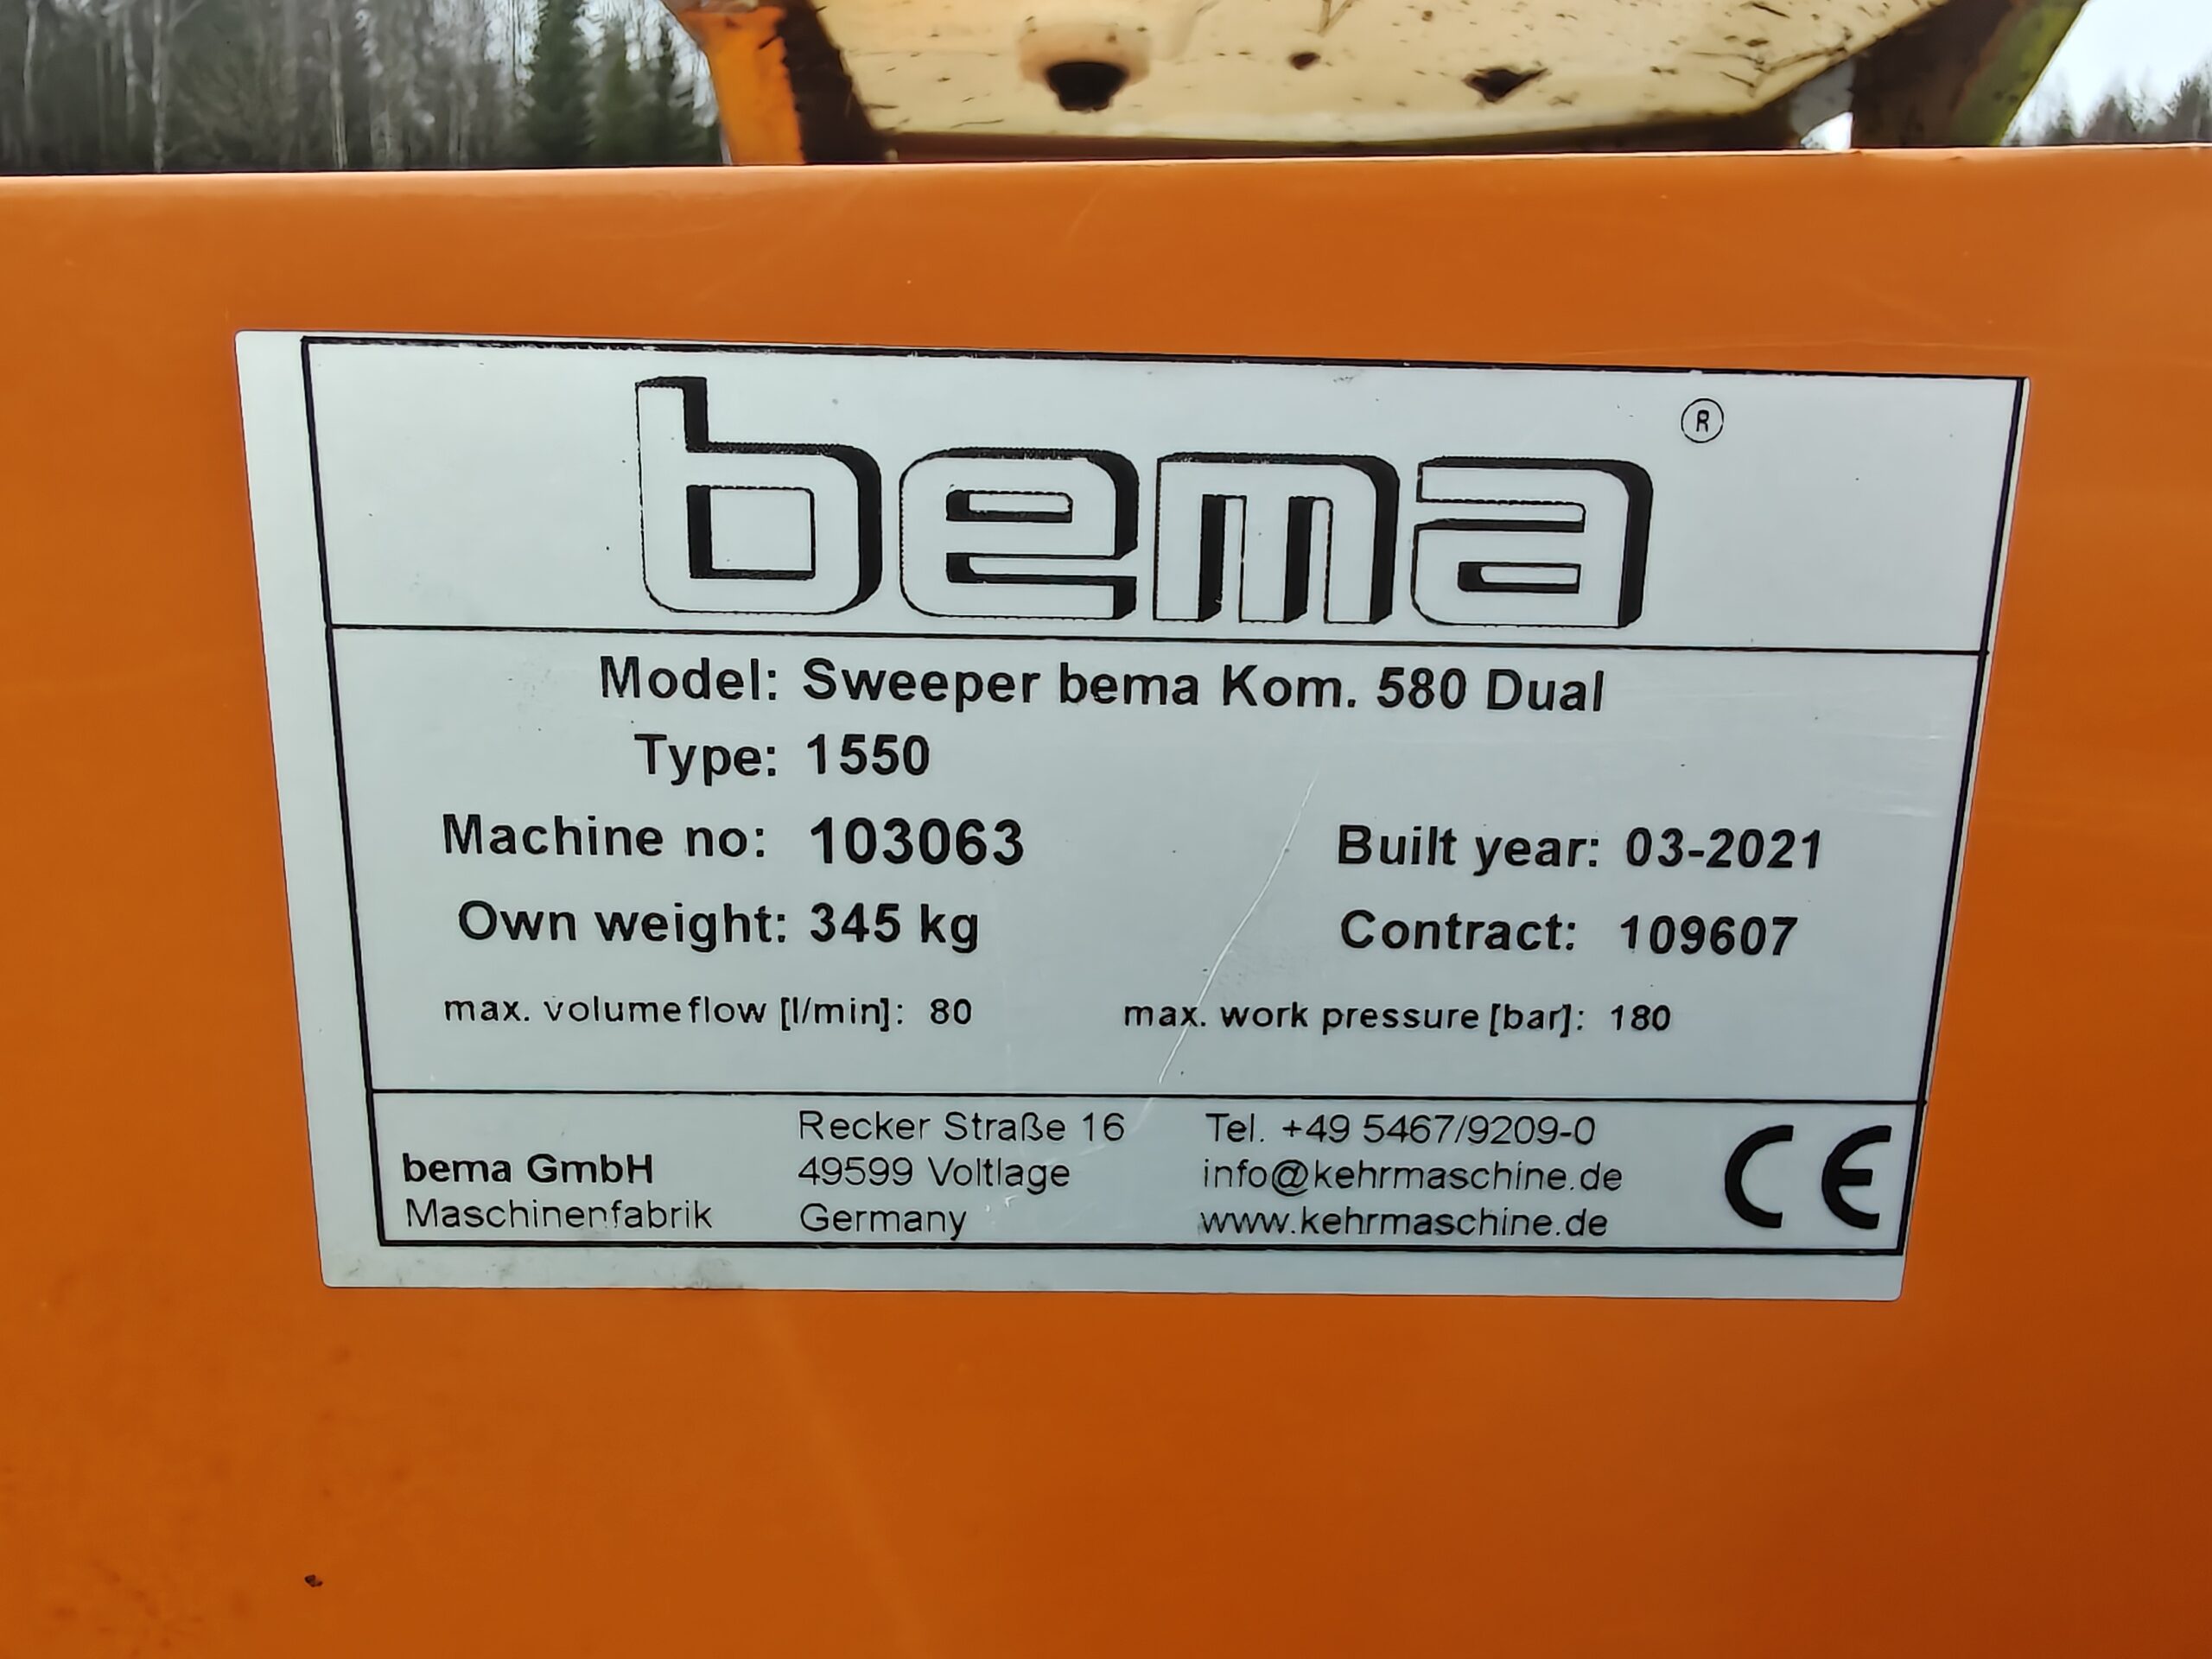 bema ®
Model: Sweeper bema Kom. 580 Dual
Type: 1550
Machine no: 103063 Built year: 03-2021
Own weight: 345 kg Contract: 109607
max. volumeflow [l/min]: 80 max. work pressure [bar]: 180
bema GmbH
Maschinenfabrik
Recker Straße 16
49599 Voltlage
Germany
Tel. +49 5467/9209-0
info@kehrmaschine.de
www.kehrmaschine.de
CE